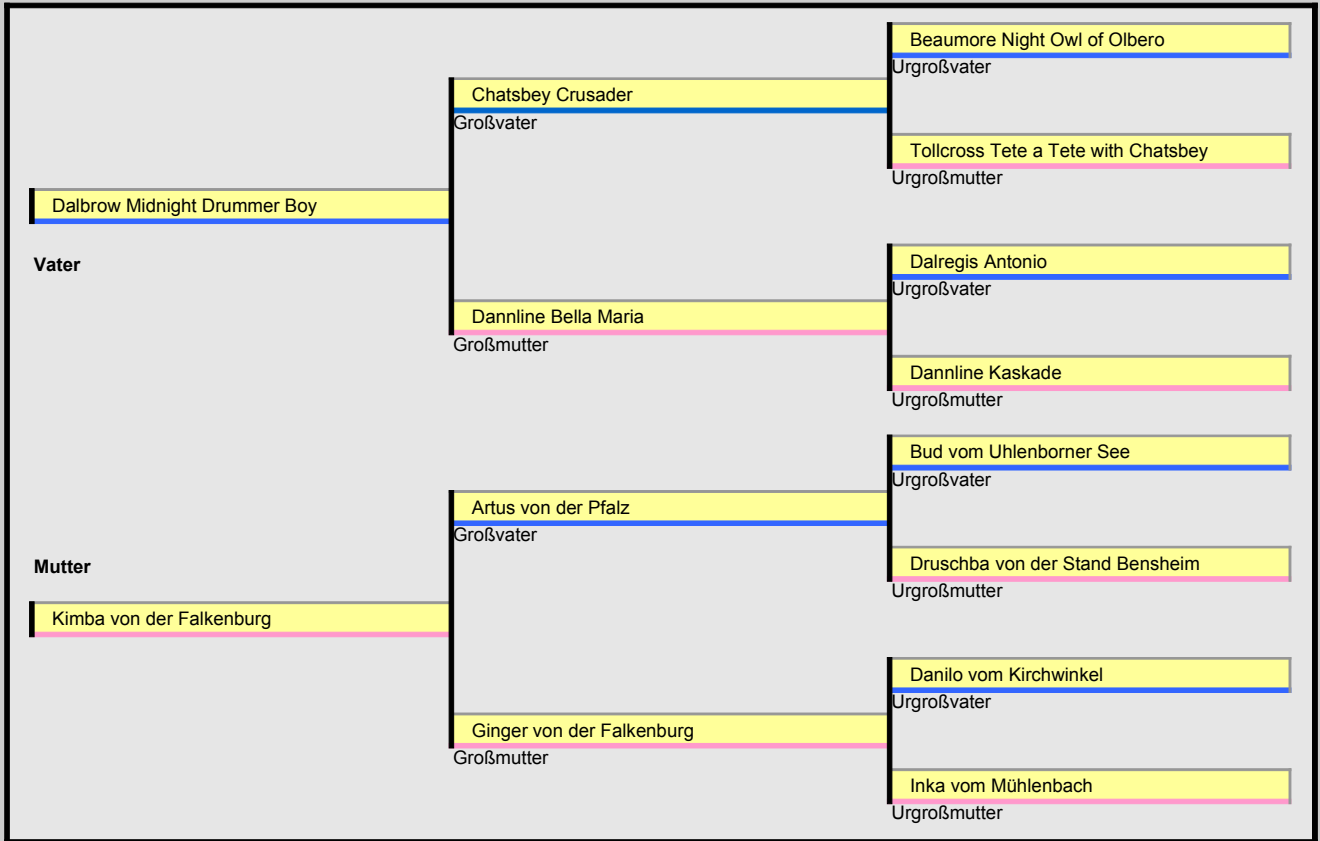 Beaumore Night Owl of Olbero
Urgroßvater
Chatsbey Crusader
Großvater
Tollcross Tete a Tete with Chatsbey
Urgroßmutter
Dalbrow Midnight Drummer Boy
Vater
Dalregis Antonio
Urgroßvater
Dannline Bella Maria
Großmutter
Dannline Kaskade
Urgroßmutter
Bud vom Uhlenborner See
Urgroßvater
Artus von der Pfalz
Großvater
Druschba von der Stand Bensheim
Urgroßmutter
Mutter
Kimba von der Falkenburg
Danilo vom Kirchwinkel
Urgroßvater
Ginger von der Falkenburg
Großmutter
Inka vom Mühlenbach
Urgroßmutter